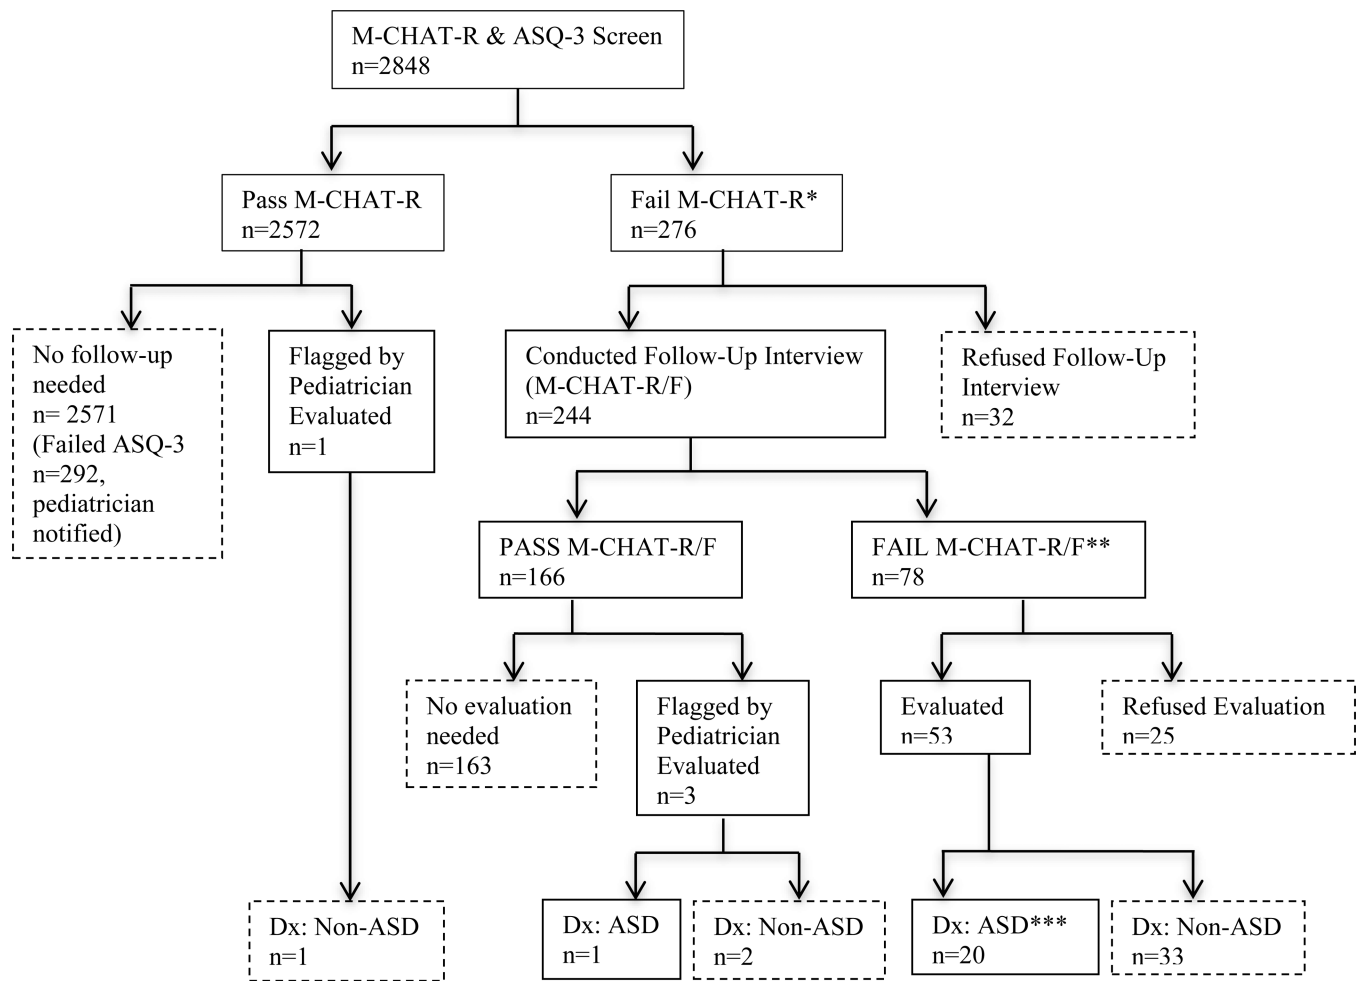 M-CHAT-R & ASQ-3 Screen
n=2848
Pass M-CHAT-R
n=2572
Fail M-CHAT-R*
n=276
No follow-up
needed
n= 2571
(Failed ASQ-3
n=292,
pediatrician
notified)
Flagged by
Pediatrician
Evaluated
n=1
Conducted Follow-Up Interview
(M-CHAT-R/F)
n=244
Refused Follow-Up
Interview
n=32
PASS M-CHAT-R/F
n=166
FAIL M-CHAT-R/F**
n=78
No evaluation
needed
n=163
Flagged by
Pediatrician
Evaluated
n=3
Evaluated
n=53
Refused Evaluation
n=25
Dx: Non-ASD
n=1
Dx: ASD
n=1
Dx: Non-ASD
n=2
Dx: ASD***
n=20
Dx: Non-ASD
n=33